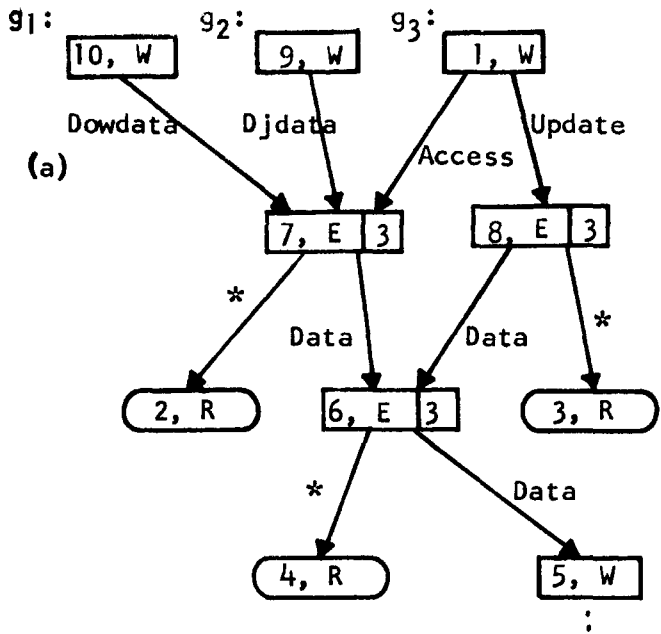 g1: g2: g3:
10, W 9, W 1, W
Dowdata Djdata Access Update
(a)
7, E 3 8, E 3
* Data Data *
2, R 6, E 3 3, R
* Data
4, R 5, W
: